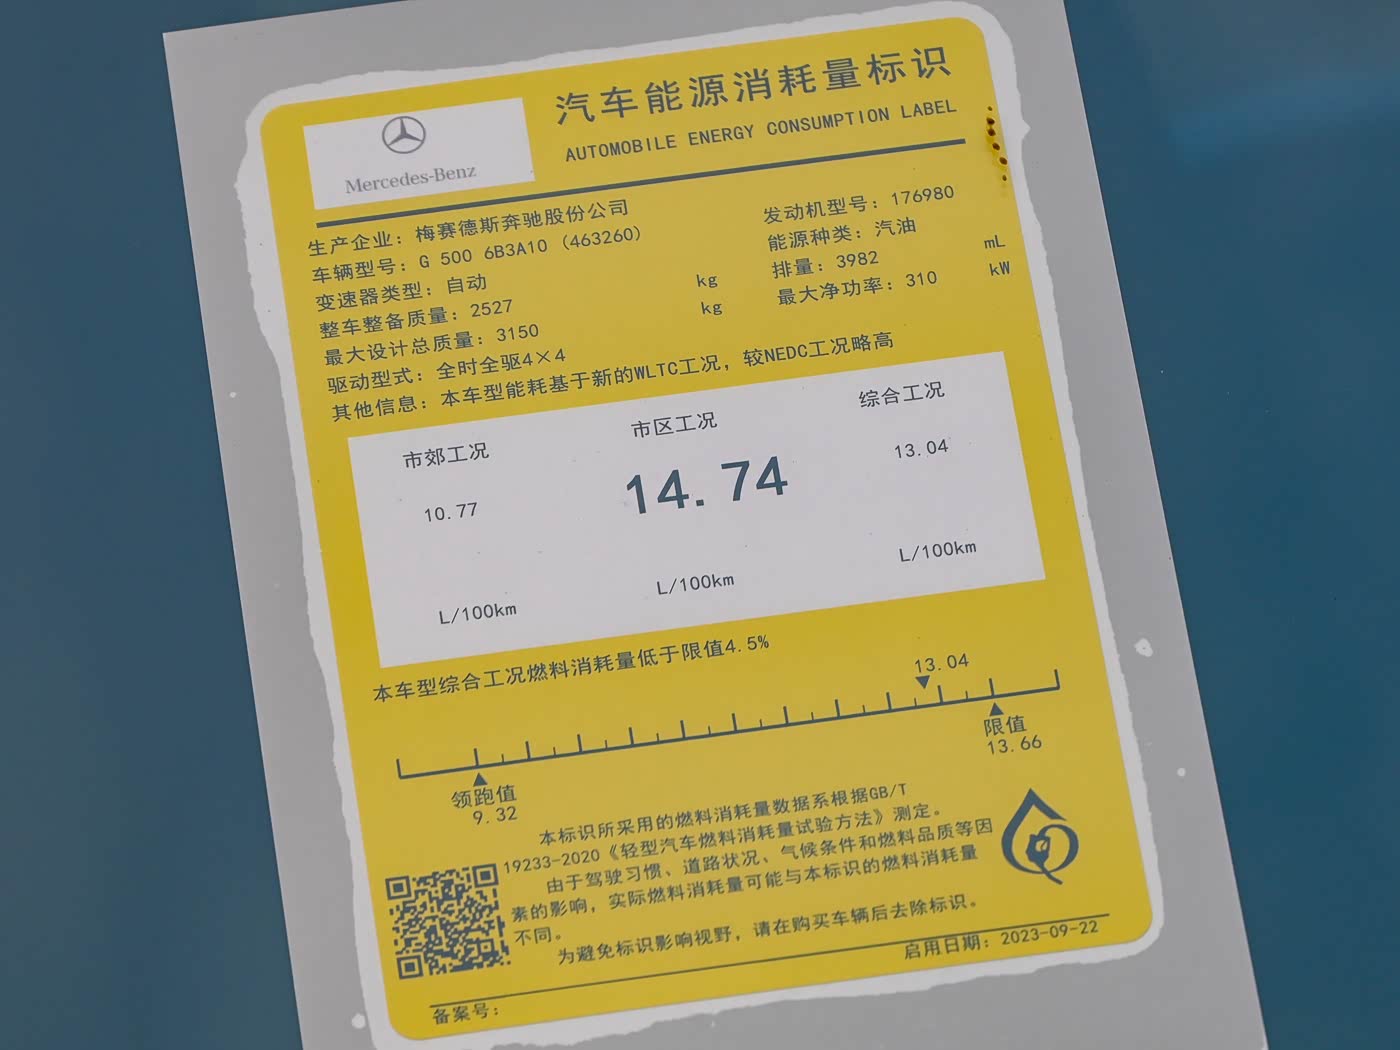 汽车能源消耗量标识
AUTOMOBILE ENERGY CONSUMPTION LABEL
Mercedes-Benz
生产企业：梅赛德斯奔驰股份公司
车辆型号：G 500 6B3A10 (463260)
变速器类型：自动
整车整备质量：2527 kg
最大设计总质量：3150 kg
驱动型式：全时全驱4×4
其他信息：本车型能耗基于新的WLTC工况，较NEDC工况略高
发动机型号：176980
能源种类：汽油
排量：3982 mL
最大净功率：310 kW
市郊工况 市区工况 综合工况
10.77 14.74 13.04
L/100km L/100km L/100km
本车型综合工况燃料消耗量低于限值4.5%
13.04
领跑值
9.32
限值
13.66
本标识所采用的燃料消耗量数据系根据GB/T
19233-2020《轻型汽车燃料消耗量试验方法》测定。
由于驾驶习惯、道路状况、气候条件和燃料品质等因
素的影响，实际燃料消耗量可能与本标识的燃料消耗量
不同。
为避免标识影响视野，请在购买车辆后去除标识。
启用日期：2023-09-22
备案号：